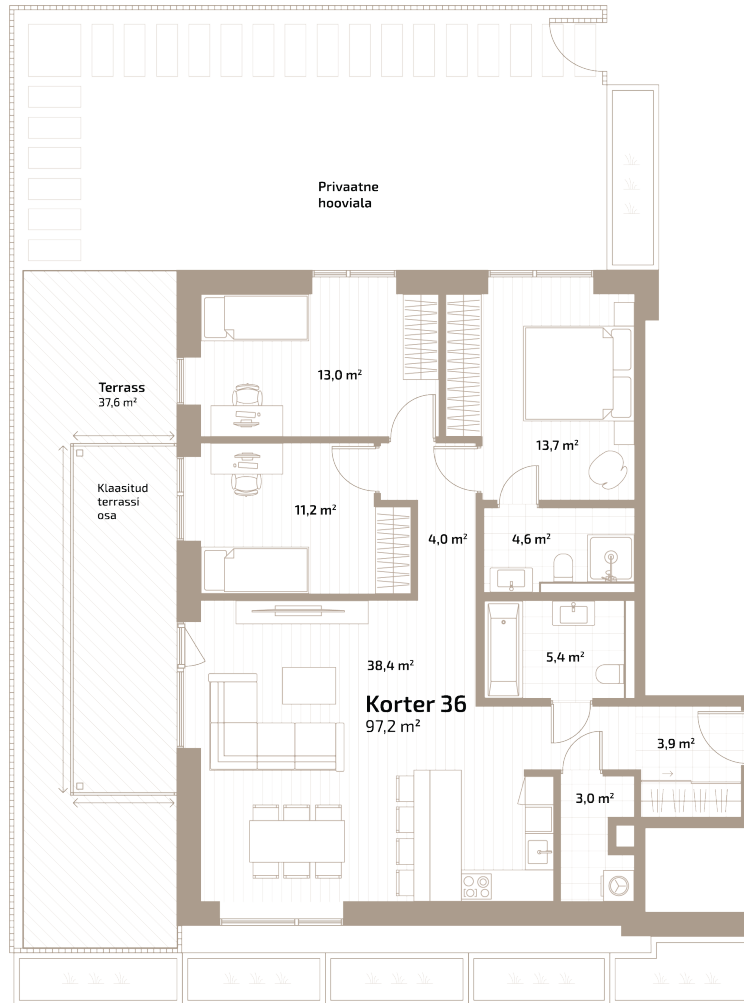 Privaatne
hooviala
13,0 m²
Terrass
37,6 m²
13,7 m²
Klaasitud
terrassi
osa
11,2 m²
4,0 m²
4,6 m²
5,4 m²
38,4 m²
Korter 36
97,2 m²
3,9 m²
3,0 m²